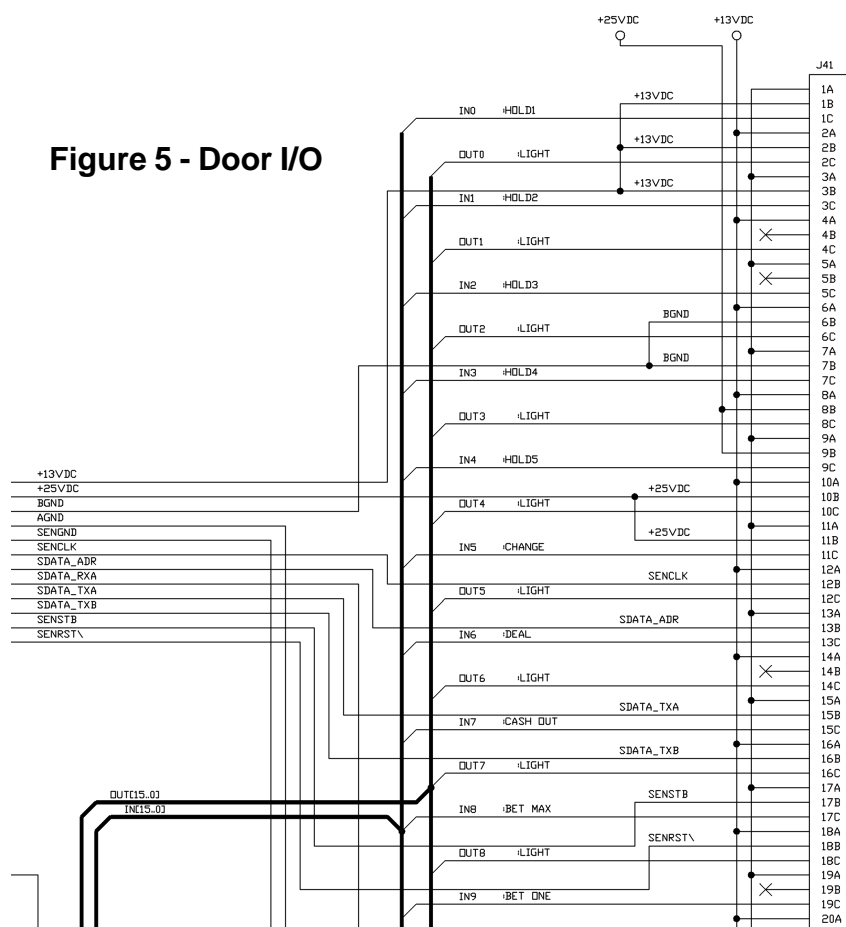 +25VDC +13VDC
J41
1A
+13VDC 1B
IN0 :HOLD1 1C
2A
Figure 5 - Door I/O
+13VDC 2B
OUT0 :LIGHT 2C
3A
+13VDC 3B
IN1 :HOLD2 3C
4A
4B
OUT1 :LIGHT 4C
5A
5B
IN2 :HOLD3 5C
6A
BGND 6B
OUT2 :LIGHT 6C
7A
BGND 7B
IN3 :HOLD4 7C
8A
8B
OUT3 :LIGHT 8C
9A
9B
IN4 :HOLD5 9C
+13VDC 10A
+25VDC +25VDC 10B
BGND OUT4 :LIGHT 10C
AGND 11A
SENGND +25VDC 11B
SENCLK IN5 :CHANGE 11C
SDATA_ADR 12A
SDATA_RXA SENCLK 12B
SDATA_TXA OUT5 :LIGHT 12C
SDATA_TXB 13A
SENSTB SDATA_ADR 13B
SENRST\ IN6 :DEAL 13C
14A
14B
OUT6 :LIGHT 14C
15A
SDATA_TXA 15B
IN7 :CASH OUT 15C
16A
SDATA_TXB 16B
OUT7 :LIGHT 16C
17A
OUT[15..0] SENSTB 17B
IN[15..0] IN8 :BET MAX 17C
18A
SENRST\ 18B
OUT8 :LIGHT 18C
19A
19B
IN9 :BET ONE 19C
20A